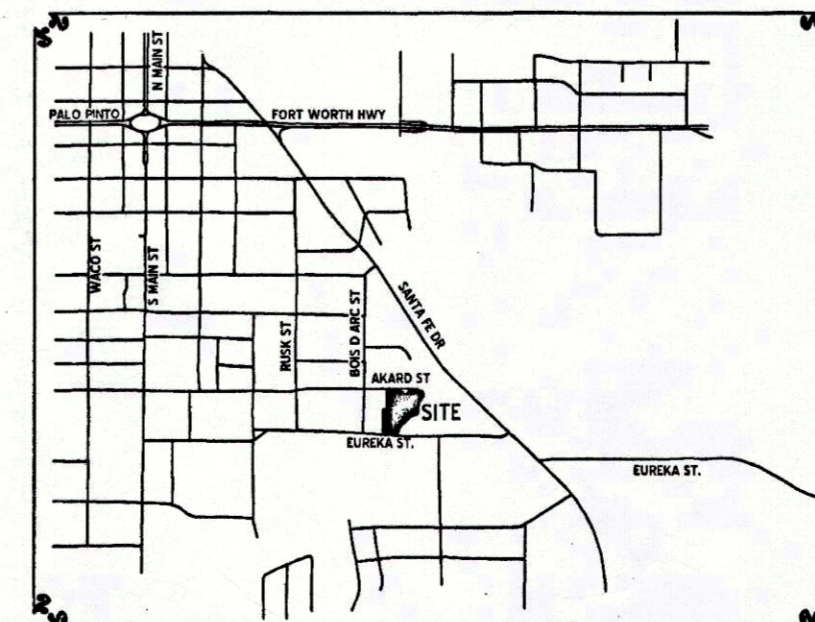 N MAIN ST
PALO PINTO
FORT WORTH HWY
WACO ST
S MAIN ST
SANTA FE DR
RUSK ST
BOIS D ARC ST
AKARD ST
SITE
EUREKA ST.
EUREKA ST.